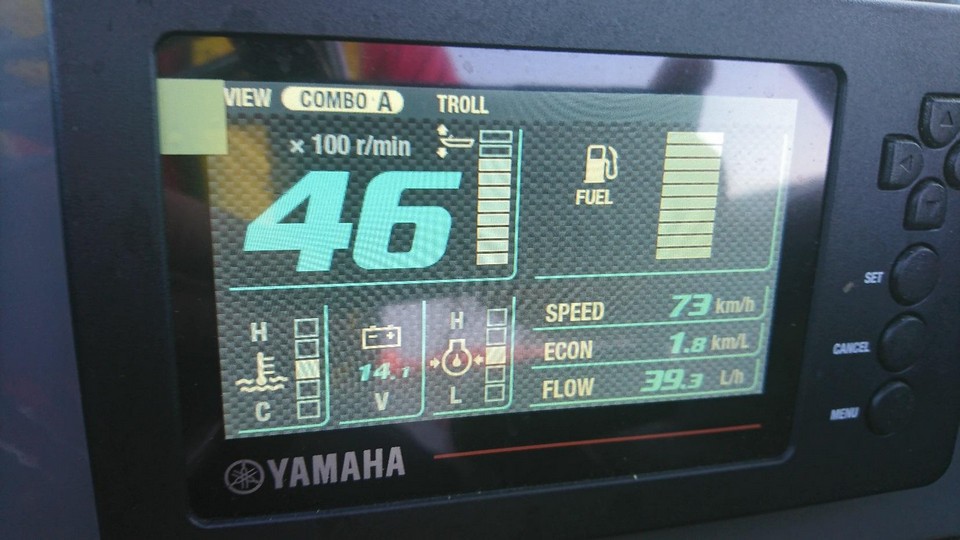 VIEW COMBO A TROLL
× 100 r/min
46
FUEL
H
C
14.1
V
H
L
SPEED 73 km/h
ECON 1.8 km/L
FLOW 39.3 L/h
SET
CANCEL
MENU
YAMAHA